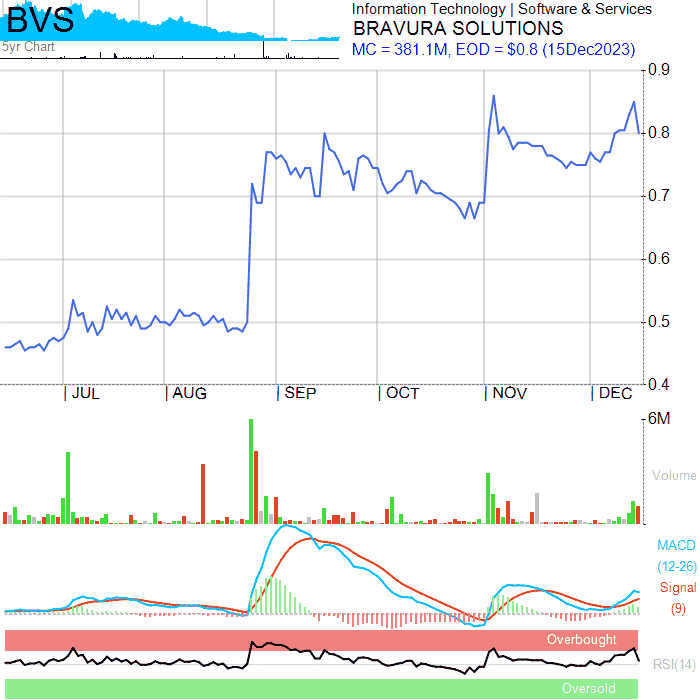 BVS
5yr Chart
Information Technology | Software & Services
BRAVURA SOLUTIONS
MC = 381.1M, EOD = $0.8 (15Dec2023)
0.9
0.8
0.7
0.6
0.5
0.4
JUL
AUG
SEP
OCT
NOV
DEC
6M
Volume
MACD
(12-26)
Signal
(9)
Overbought
RSI(14)
Oversold